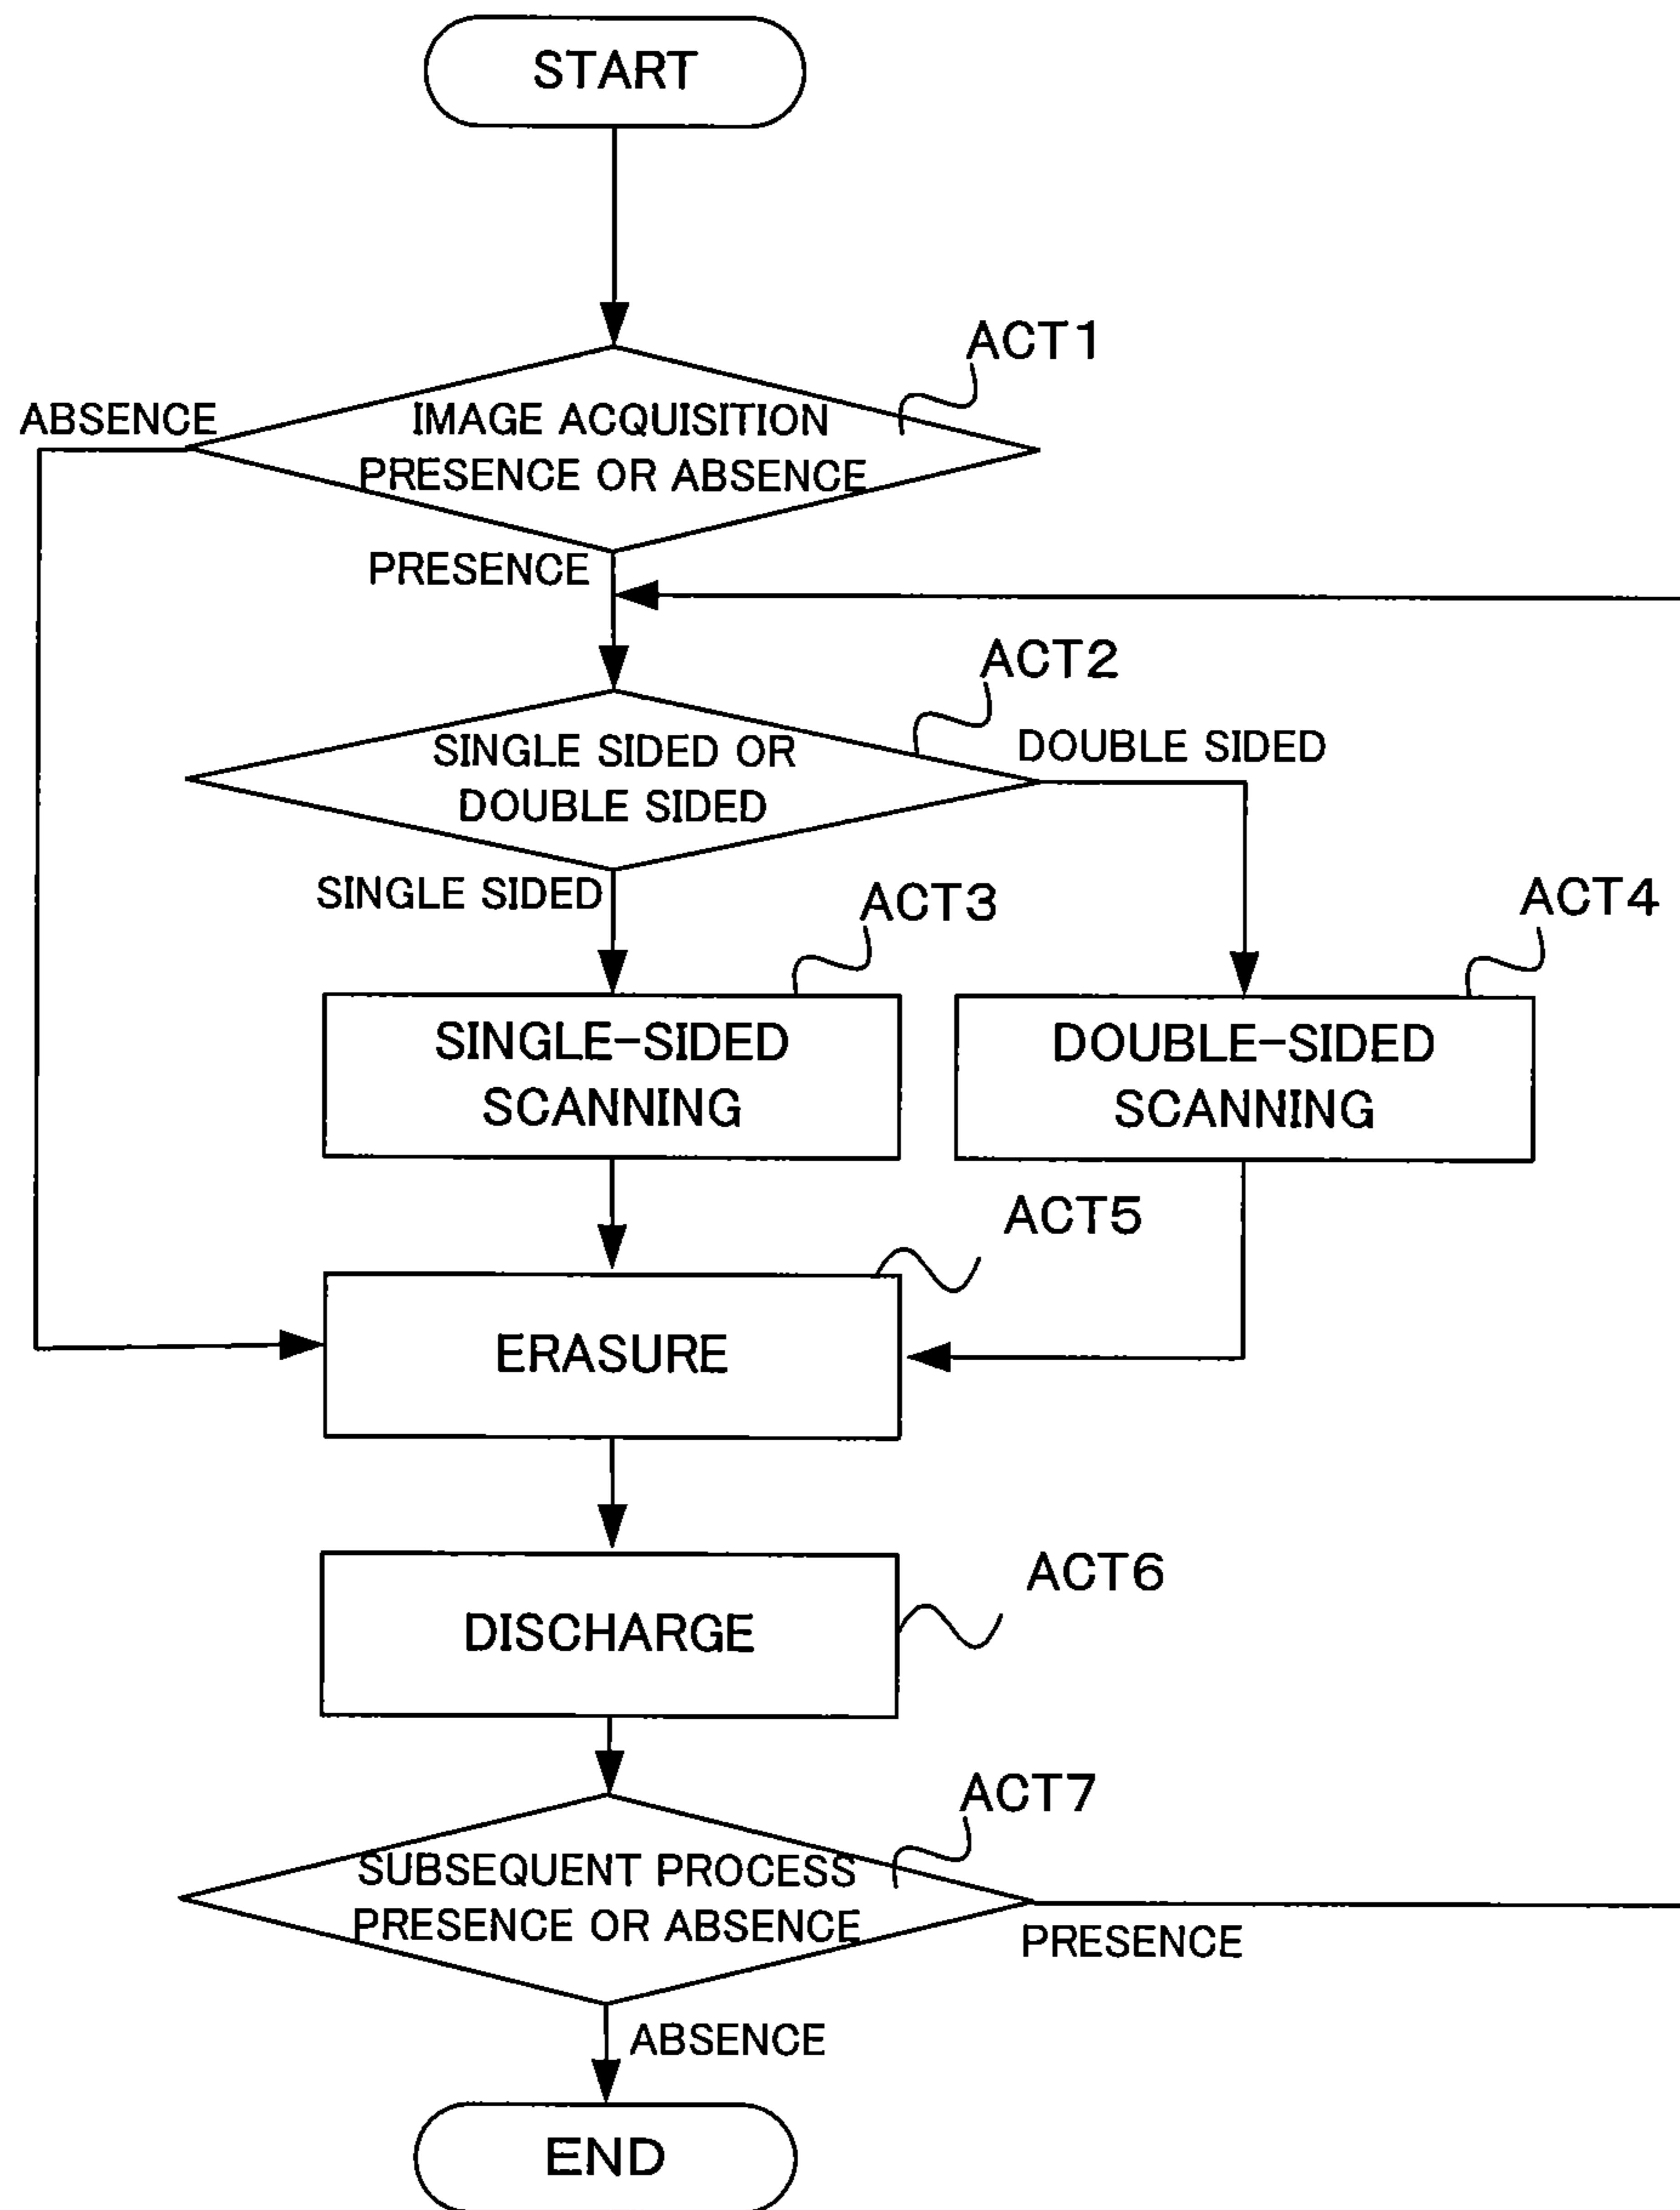 START
ACT1
ABSENCE
IMAGE ACQUISITION
PRESENCE OR ABSENCE
PRESENCE
ACT2
SINGLE SIDED OR
DOUBLE SIDED
DOUBLE SIDED
SINGLE SIDED
ACT3
ACT4
SINGLE-SIDED
SCANNING
DOUBLE-SIDED
SCANNING
ACT5
ERASURE
ACT6
DISCHARGE
ACT7
SUBSEQUENT PROCESS
PRESENCE OR ABSENCE
PRESENCE
ABSENCE
END